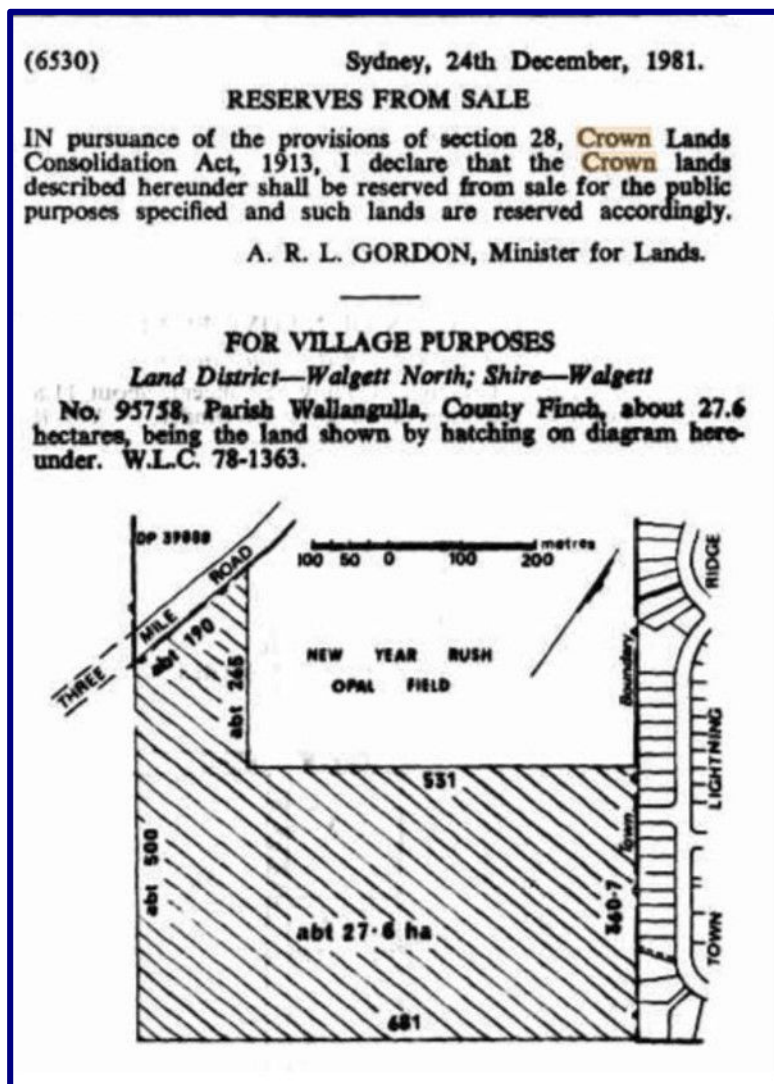 (6530) Sydney, 24th December, 1981.
RESERVES FROM SALE
IN pursuance of the provisions of section 28, Crown Lands
Consolidation Act, 1913, I declare that the Crown lands
described hereunder shall be reserved from sale for the public
purposes specified and such lands are reserved accordingly.
A. R. L. GORDON, Minister for Lands.
FOR VILLAGE PURPOSES
Land District—Walgett North; Shire—Walgett
No. 95758, Parish Wallangulla, County Finch, about 27.6
hectares, being the land shown by hatching on diagram here-
under. W.L.C. 78-1363.
DP 39888
THREE MILE ROAD
100 50 0 100 200 metres
abt 190
abt 265
NEW YEAR RUSH
OPAL FIELD
531
abt 500
abt 27·6 ha
681
Town Boundary
TOWN LIGHTNING RIDGE